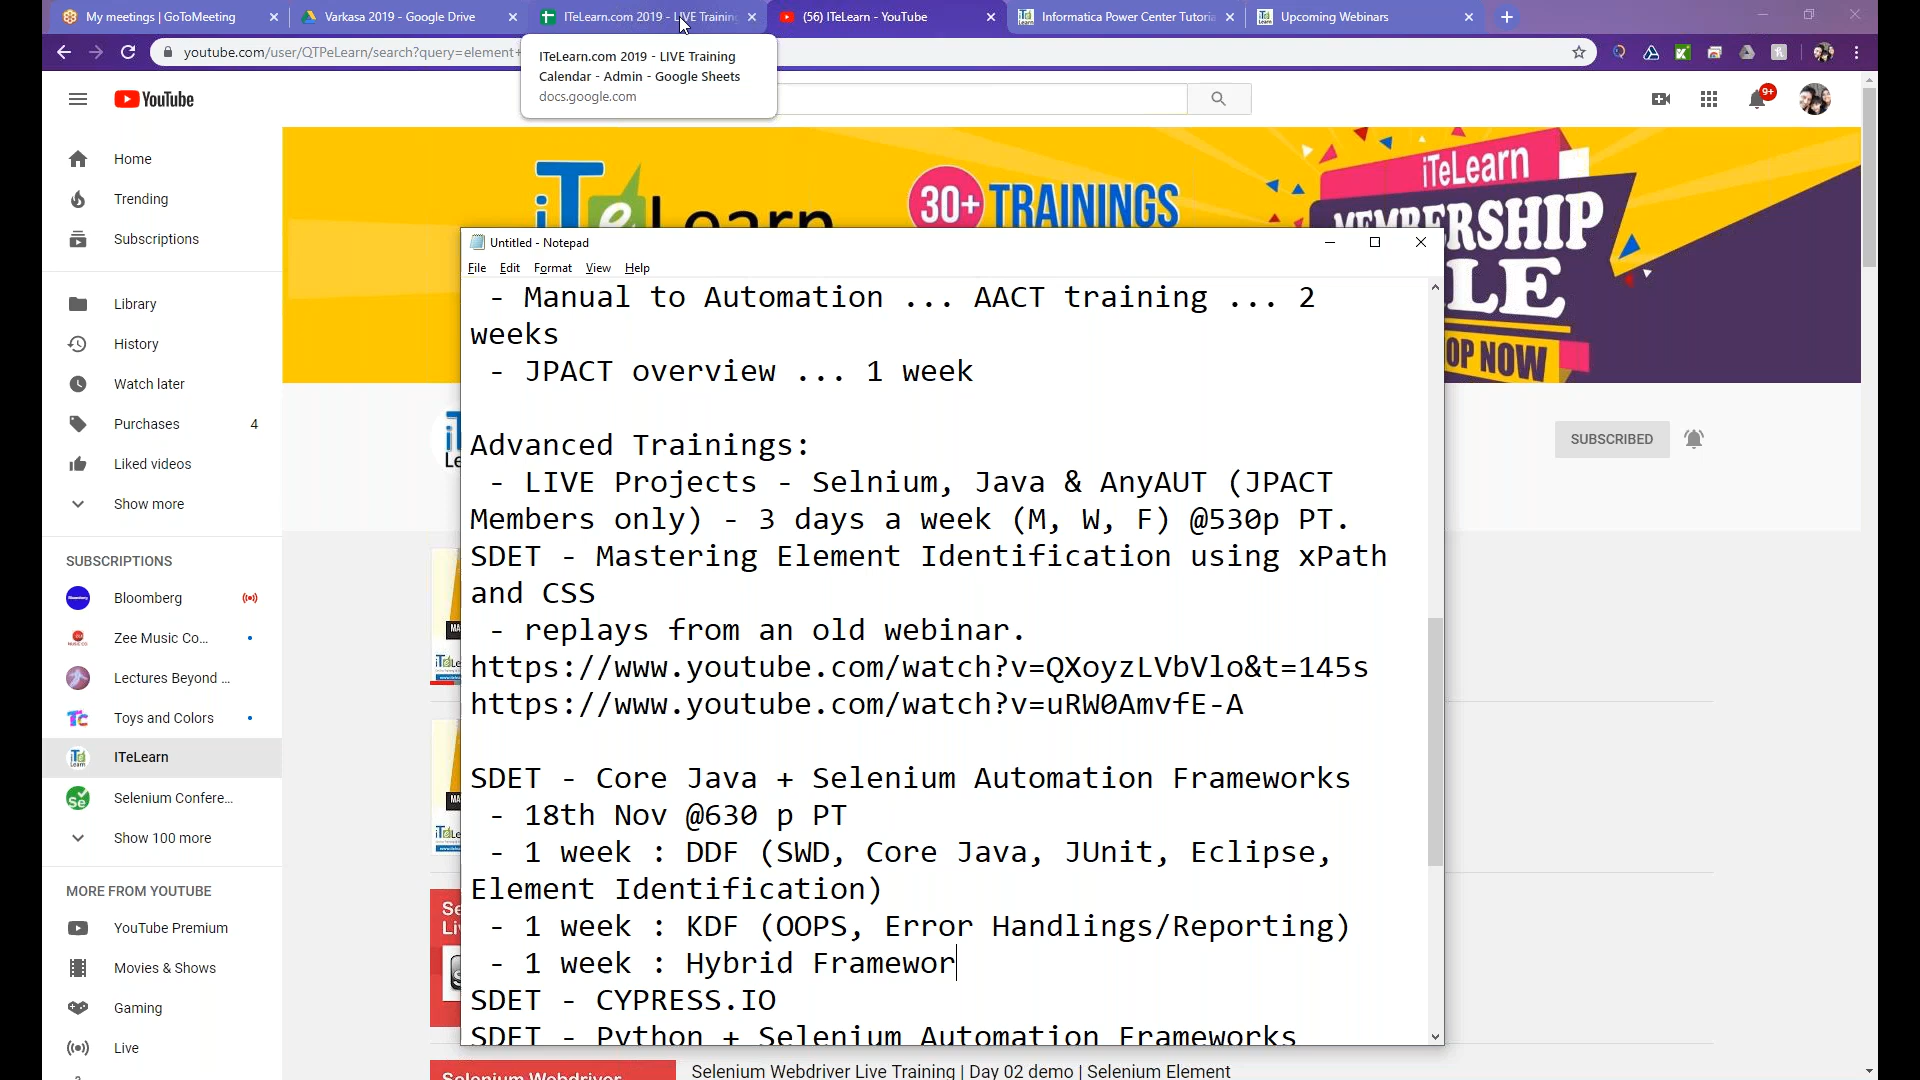 My meetings | GoToMeeting
Varkasa 2019 - Google Drive
ITeLearn.com 2019 - LIVE Training
(56) ITeLearn - YouTube
Informatica Power Center Tutoria
Upcoming Webinars
youtube.com/user/QTPeLearn/search?query=element+
ITeLearn.com 2019 - LIVE Training
Calendar - Admin - Google Sheets
docs.google.com
YouTube
9+
Home
Trending
Subscriptions
Library
History
Watch later
Purchases 4
Liked videos
Show more
SUBSCRIPTIONS
Bloomberg
Zee Music Co...
Lectures Beyond ...
Toys and Colors
ITeLearn
Selenium Confere...
Show 100 more
MORE FROM YOUTUBE
YouTube Premium
Movies & Shows
Gaming
Live
iTeLearn
30+ TRAININGS
iTeLearn
MEMBERSHIP
SUBSCRIBED
Untitled - Notepad
File Edit Format View Help
- Manual to Automation ... AACT training ... 2
weeks
- JPACT overview ... 1 week
Advanced Trainings:
- LIVE Projects - Selnium, Java & AnyAUT (JPACT
Members only) - 3 days a week (M, W, F) @530p PT.
SDET - Mastering Element Identification using xPath
and CSS
- replays from an old webinar.
https://www.youtube.com/watch?v=QXoyzLVbVlo&t=145s
https://www.youtube.com/watch?v=uRW0AmvfE-A
SDET - Core Java + Selenium Automation Frameworks
- 18th Nov @630 p PT
- 1 week : DDF (SWD, Core Java, JUnit, Eclipse,
Element Identification)
- 1 week : KDF (OOPS, Error Handlings/Reporting)
- 1 week : Hybrid Framewor
SDET - CYPRESS.IO
SDET - Python + Selenium Automation Frameworks
Selenium Webdriver
Selenium Webdriver Live Training | Day 02 demo | Selenium Element